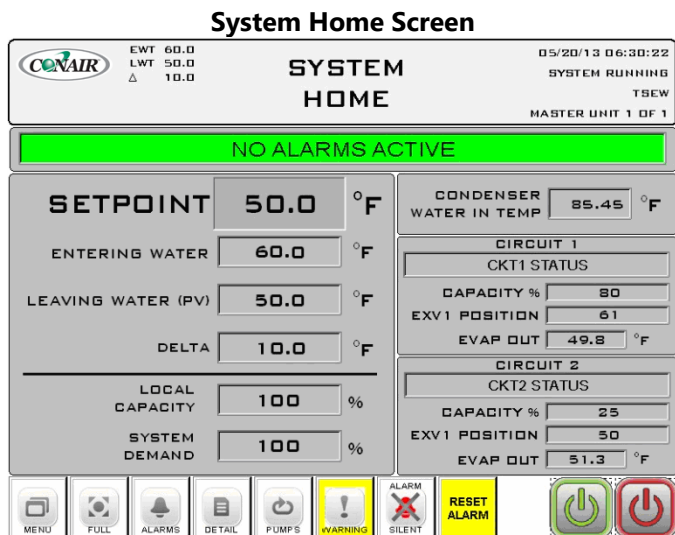 System Home Screen
CONAIR
EWT 60.0
LWT 50.0
△ 10.0
SYSTEM
HOME
05/20/13 06:30:22
SYSTEM RUNNING
TSEW
MASTER UNIT 1 OF 1
NO ALARMS ACTIVE
SETPOINT 50.0 °F
ENTERING WATER 60.0 °F
LEAVING WATER (PV) 50.0 °F
DELTA 10.0 °F
LOCAL
CAPACITY 100 %
SYSTEM
DEMAND 100 %
CONDENSER
WATER IN TEMP 85.45 °F
CIRCUIT 1
CKT1 STATUS
CAPACITY % 80
EXV1 POSITION 61
EVAP OUT 49.8 °F
CIRCUIT 2
CKT2 STATUS
CAPACITY % 25
EXV1 POSITION 50
EVAP OUT 51.3 °F
MENU
FULL
ALARMS
DETAIL
PUMPS
!
WARNING
ALARM
SILENT
RESET
ALARM